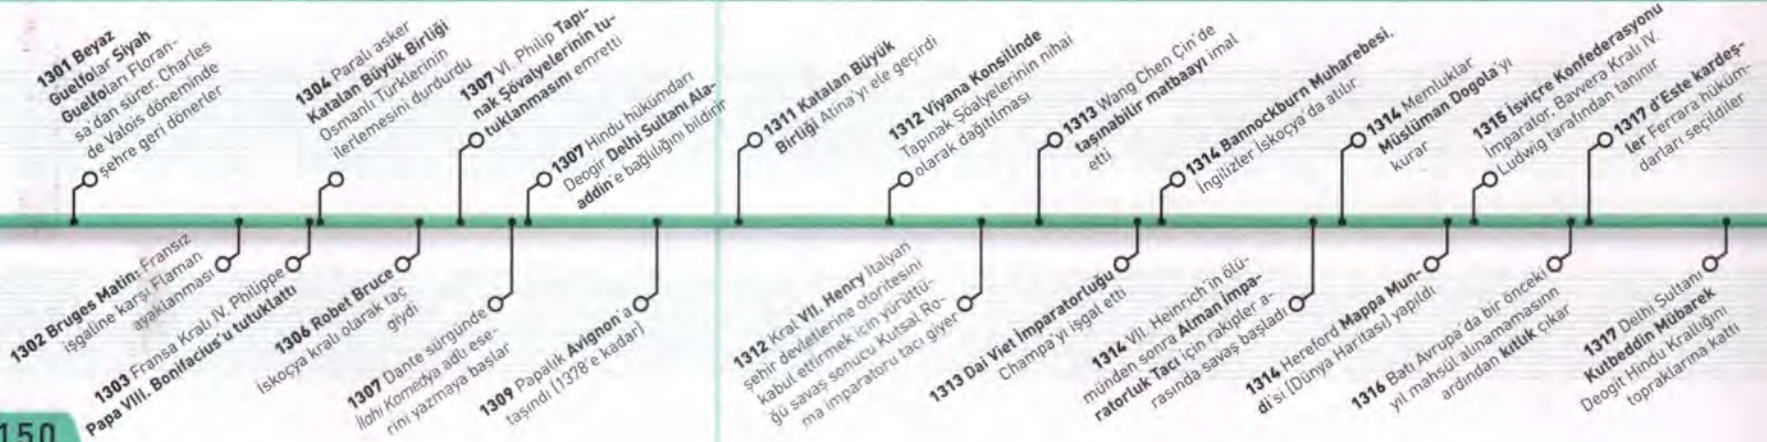 1301 Beyaz
Guelfolar Siyah
Guelfoları Floran-
sa'dan sürer. Charles
de Valois döneminde
şehre geri dönerler
1304 Paralı asker
Katalan Büyük Birliği
Osmanlı Türklerinin
ilerlemesini durdurdu
1307 VI. Philip Tapı-
nak Şövalyelerinin tu-
tuklanmasını emretti
1307 Hindu hükümdarı
Deogir Delhi Sultanı Ala-
addin'e bağlılığını bildirir
1311 Katalan Büyük
Birliği Atina'yı ele geçirdi
1312 Viyana Konsilinde
Tapınak Şöalyelerinin nihai
olarak dağıtılması
1313 Wang Chen Çin'de
taşınabilir matbaayı imal
etti
1314 Bannockburn Muharebesi.
İngilizler İskoçya'da atılır
1314 Memluklar
Müslüman Dogola'yı
kurar
1315 İsviçre Konfederasyonu
İmparator, Bavyera Kralı IV.
Ludwig tarafından tanınır
1317 d'Este kardeş-
ler Ferrara hüküm-
darları seçildiler
1302 Bruges Matin: Fransız
işgaline karşı Flaman
ayaklanması
1303 Fransa Kralı IV. Philippe
Papa VIII. Bonifacius'u tutuklattı
1306 Robet Bruce
İskoçya kralı olarak taç
giydi
1307 Dante sürgünde
İlohi Komedya adlı ese-
rini yazmaya başlar
1309 Papalık Avignon'a
taşındı (1378'e kadar)
1312 Kral VII. Henry İtalyan
şehir devletlerine otoritesini
kabul ettirmek için yürüttü-
ğü savaş sonucu Kutsal Ro-
ma imparatoru tacı giyer
1313 Dai Viet İmparatorluğu
Champa'yı işgal etti
1314 VII. Heinrich'in ölü-
münden sonra Alman İmpa-
ratorluk Tacı için rakipler a-
rasında savaş başladı
1314 Hereford Mappa Mun-
di'si (Dünya Haritası) yapıldı
1316 Batı Avrupa'da bir önceki
yıl mahsül alınamamasının
ardından kıtlık çıkar
1317 Delhi Sultanı
Kutbeddin Mübarek
Deogit Hindu Krallığını
topraklarına kattı
150